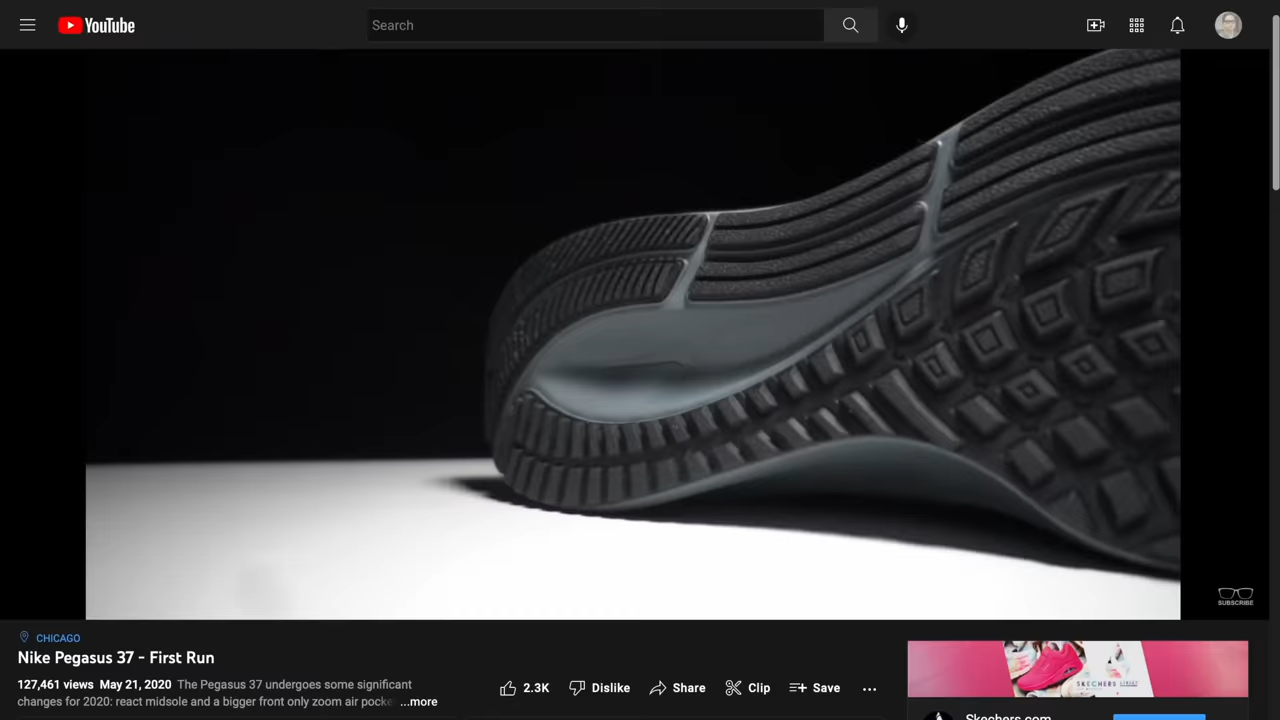 YouTube
Search
SUBSCRIBE
CHICAGO
Nike Pegasus 37 - First Run
127,461 views May 21, 2020 The Pegasus 37 undergoes some significant
changes for 2020: react midsole and a bigger front only zoom air pocke ...more
2.3K Dislike Share Clip Save
SKECHERS STREET
Skechers.com